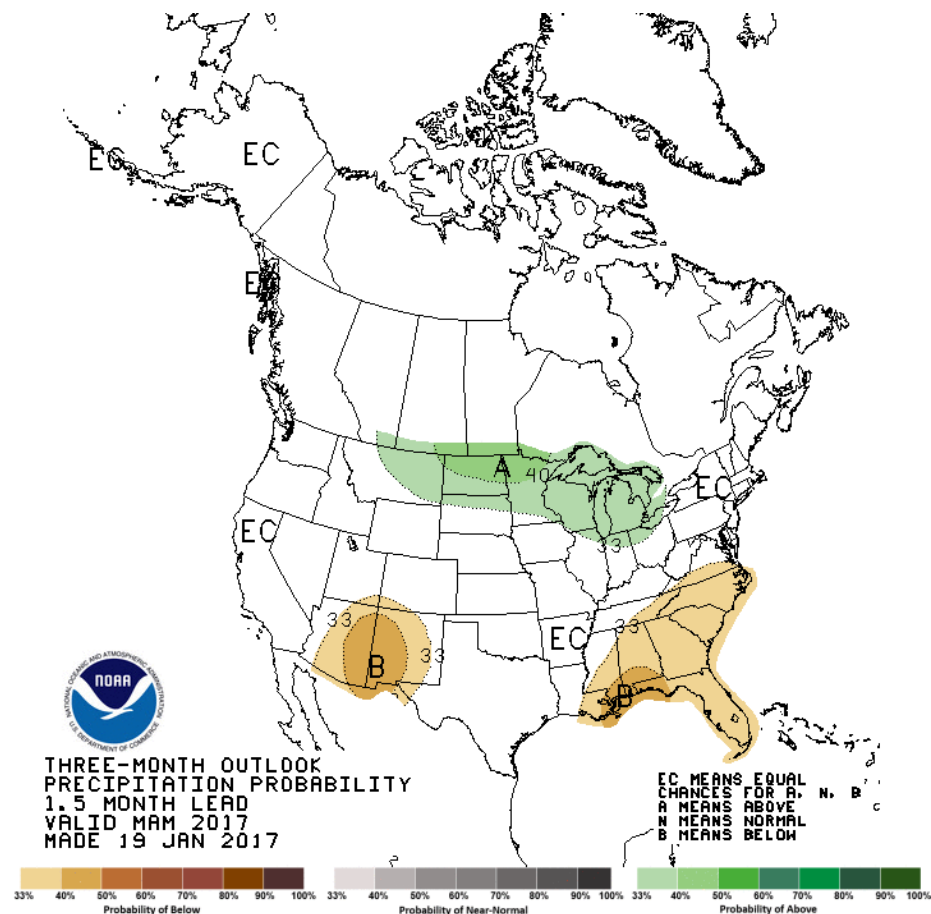 EC
EC
EC
A
40
EC
EC
33
33
33
EC
33
B
B
NATIONAL OCEANIC AND ATMOSPHERIC ADMINISTRATION
NOAA
U.S. DEPARTMENT OF COMMERCE
THREE-MONTH OUTLOOK
PRECIPITATION PROBABILITY
1.5 MONTH LEAD
VALID MAM 2017
MADE 19 JAN 2017
EC MEANS EQUAL
CHANCES FOR A, N, B
A MEANS ABOVE
N MEANS NORMAL
B MEANS BELOW
33% 40% 50% 60% 70% 80% 90% 100%
Probability of Below
33% 40% 50% 60% 70% 80% 90% 100%
Probability of Near-Normal
33% 40% 50% 60% 70% 80% 90% 100%
Probability of Above